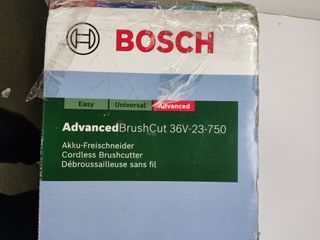 BOSCH
Easy Universal Advanced
AdvancedBrushCut 36V-23-750
Akku-Freischneider
Cordless Brushcutter
Débroussailleuse sans fil